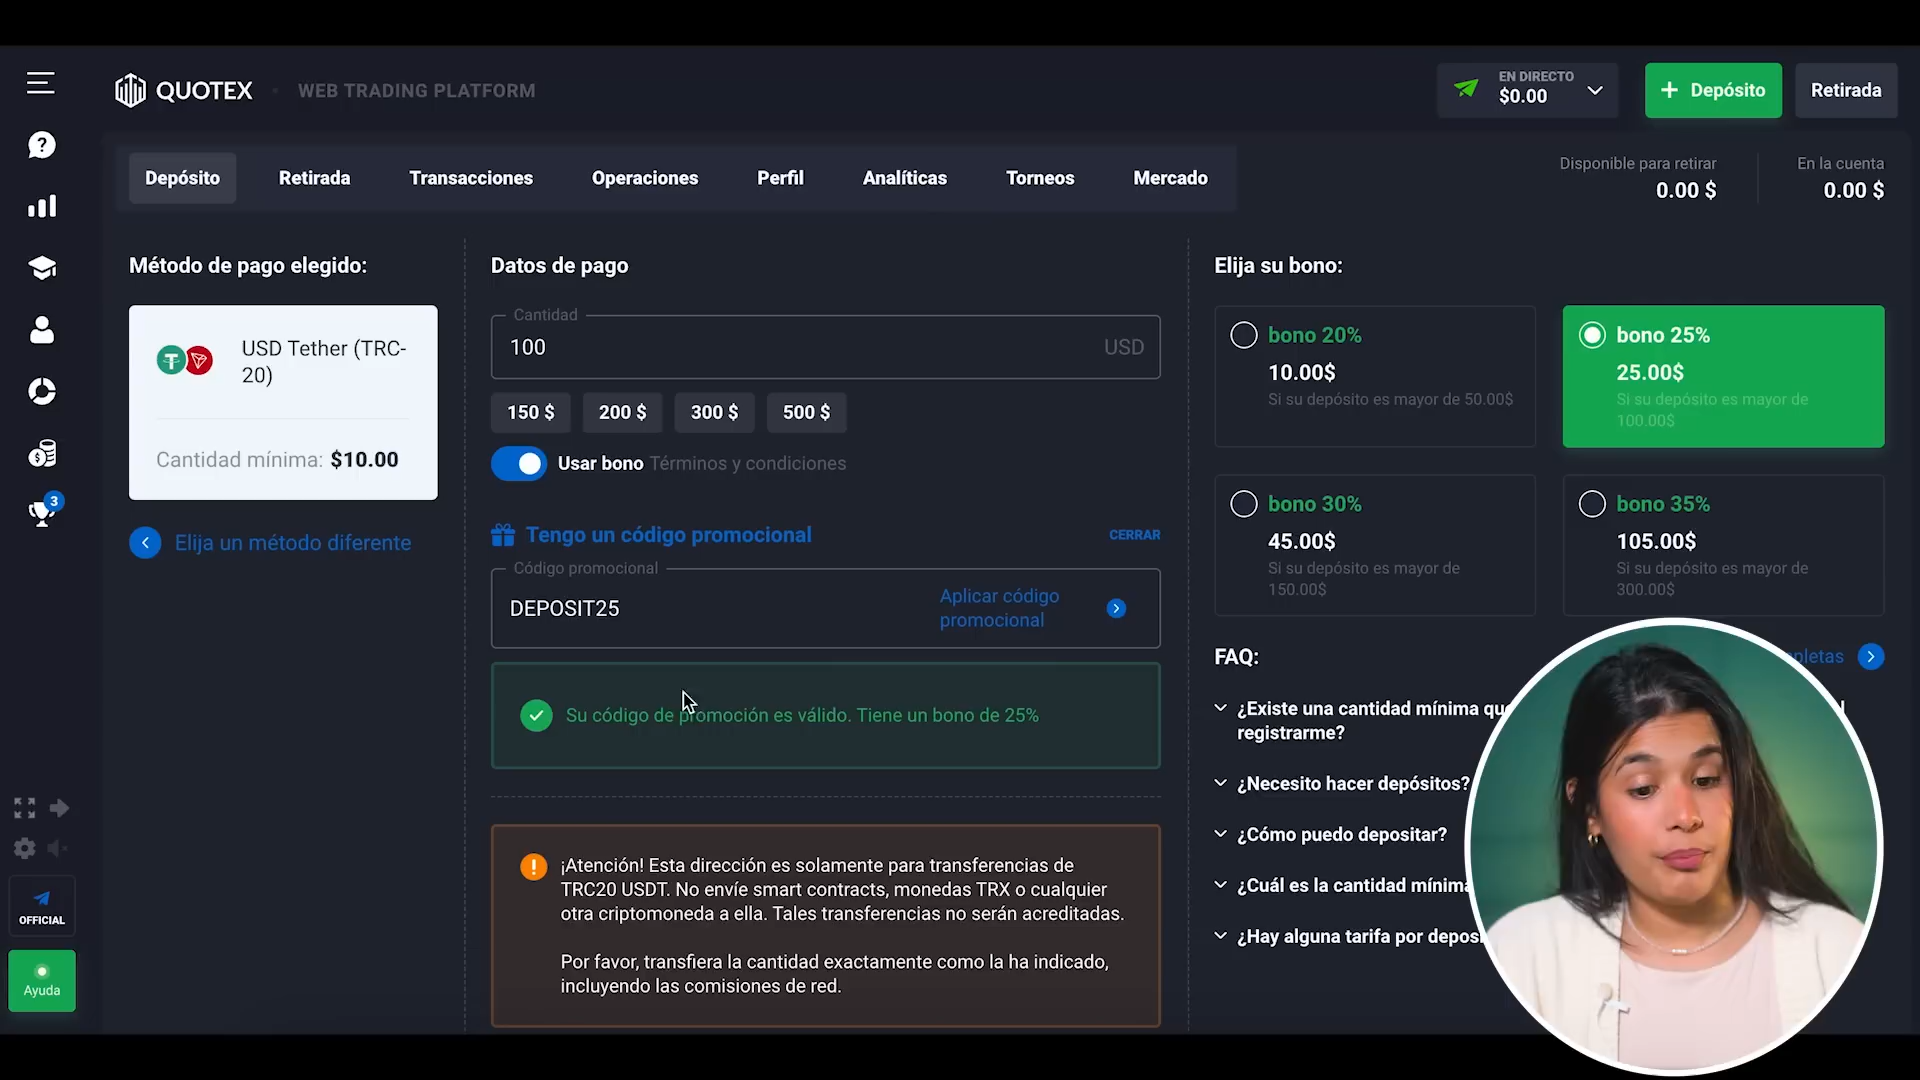 QUOTEX
WEB TRADING PLATFORM
EN DIRECTO
$0.00
+ Depósito
Retirada
Depósito
Retirada
Transacciones
Operaciones
Perfil
Analíticas
Torneos
Mercado
Disponible para retirar
0.00 $
En la cuenta
0.00 $
Método de pago elegido:
USD Tether (TRC-
20)
Cantidad mínima: $10.00
Elija un método diferente
Datos de pago
Cantidad
100 USD
150 $
200 $
300 $
500 $
Usar bono Términos y condiciones
Tengo un código promocional
CERRAR
Código promocional
DEPOSIT25
Aplicar código
promocional
Su código de promoción es válido. Tiene un bono de 25%
¡Atención! Esta dirección es solamente para transferencias de
TRC20 USDT. No envíe smart contracts, monedas TRX o cualquier
otra criptomoneda a ella. Tales transferencias no serán acreditadas.
Por favor, transfiera la cantidad exactamente como la ha indicado,
incluyendo las comisiones de red.
Elija su bono:
bono 20%
10.00$
Si su depósito es mayor de 50.00$
bono 25%
25.00$
Si su depósito es mayor de
100.00$
bono 30%
45.00$
Si su depósito es mayor de
150.00$
bono 35%
105.00$
Si su depósito es mayor de
300.00$
FAQ:
¿Existe una cantidad mínima
registrarme?
¿Necesito hacer depósitos?
¿Cómo puedo depositar?
¿Cuál es la cantidad
¿Hay alguna tarifa por
3
OFFICIAL
Ayuda